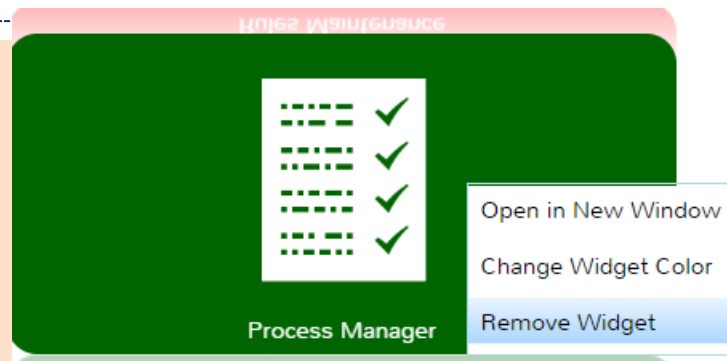 Rules Maintenance
Process Manager
Open in New Window
Change Widget Color
Remove Widget